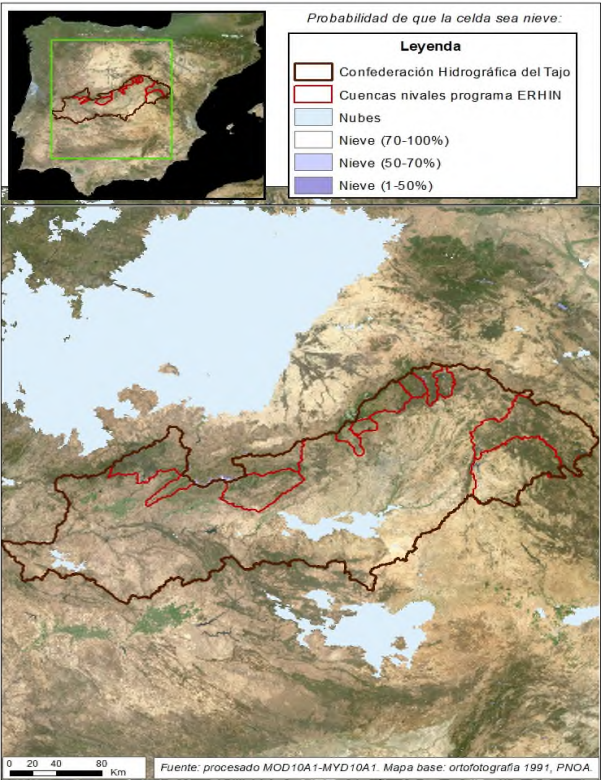 Probabilidad de que la celda sea nieve:
Leyenda
Confederación Hidrográfica del Tajo
Cuencas nivales programa ERHIN
Nubes
Nieve (70-100%)
Nieve (50-70%)
Nieve (1-50%)
0 20 40 80
Km
Fuente: procesado MOD10A1-MYD10A1. Mapa base: ortofotografía 1991, PNOA.